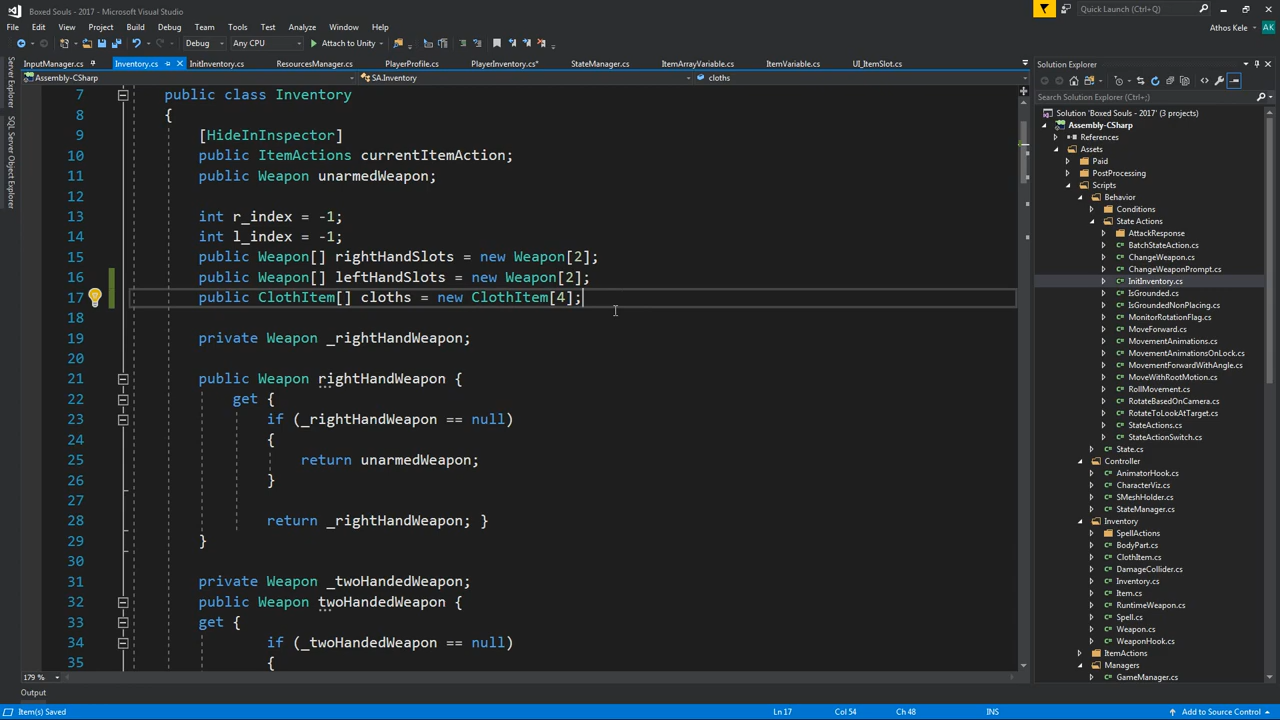 Boxed Souls - 2017 - Microsoft Visual Studio
Quick Launch (Ctrl+Q)
File Edit View Project Build Debug Team Tools Test Analyze Window Help
Athos Kele AK
Debug Any CPU Attach to Unity
InputManager.cs Inventory.cs InitInventory.cs ResourcesManager.cs PlayerProfile.cs PlayerInventory.cs* StateManager.cs ItemArrayVariable.cs ItemVariable.cs UI_ItemSlot.cs
Assembly-CSharp SA.Inventory cloths
Server Explorer
SQL Server Object Explorer
7 public class Inventory
8 {
9 [HideInInspector]
10 public ItemActions currentItemAction;
11 public Weapon unarmedWeapon;
12
13 int r_index = -1;
14 int l_index = -1;
15 public Weapon[] rightHandSlots = new Weapon[2];
16 public Weapon[] leftHandSlots = new Weapon[2];
17 public ClothItem[] cloths = new ClothItem[4];
18
19 private Weapon _rightHandWeapon;
20
21 public Weapon rightHandWeapon {
22 get {
23 if (_rightHandWeapon == null)
24 {
25 return unarmedWeapon;
26 }
27
28 return _rightHandWeapon; }
29 }
30
31 private Weapon _twoHandedWeapon;
32 public Weapon twoHandedWeapon {
33 get {
34 if (_twoHandedWeapon == null)
35 {
179 %
Output
Item(s) Saved Ln 17 Col 54 Ch 48 INS Add to Source Control
Solution Explorer
Search Solution Explorer (Ctrl+;)
Solution 'Boxed Souls - 2017' (3 projects)
Assembly-CSharp
References
Assets
Paid
PostProcessing
Scripts
Behavior
Conditions
State Actions
AttackResponse
BatchStateAction.cs
ChangeWeapon.cs
ChangeWeaponPrompt.cs
InitInventory.cs
IsGrounded.cs
IsGroundedNonPlacing.cs
MonitorRotationFlag.cs
MoveForward.cs
MovementAnimations.cs
MovementAnimationsOnLock.cs
MovementForwardWithAngle.cs
MoveWithRootMotion.cs
RollMovement.cs
RotateBasedOnCamera.cs
RotateToLookAtTarget.cs
StateActions.cs
StateActionSwitch.cs
State.cs
Controller
AnimatorHook.cs
CharacterViz.cs
SMeshHolder.cs
StateManager.cs
Inventory
SpellActions
BodyPart.cs
ClothItem.cs
DamageCollider.cs
Inventory.cs
Item.cs
RuntimeWeapon.cs
Spell.cs
Weapon.cs
WeaponHook.cs
ItemActions
Managers
GameManager.cs